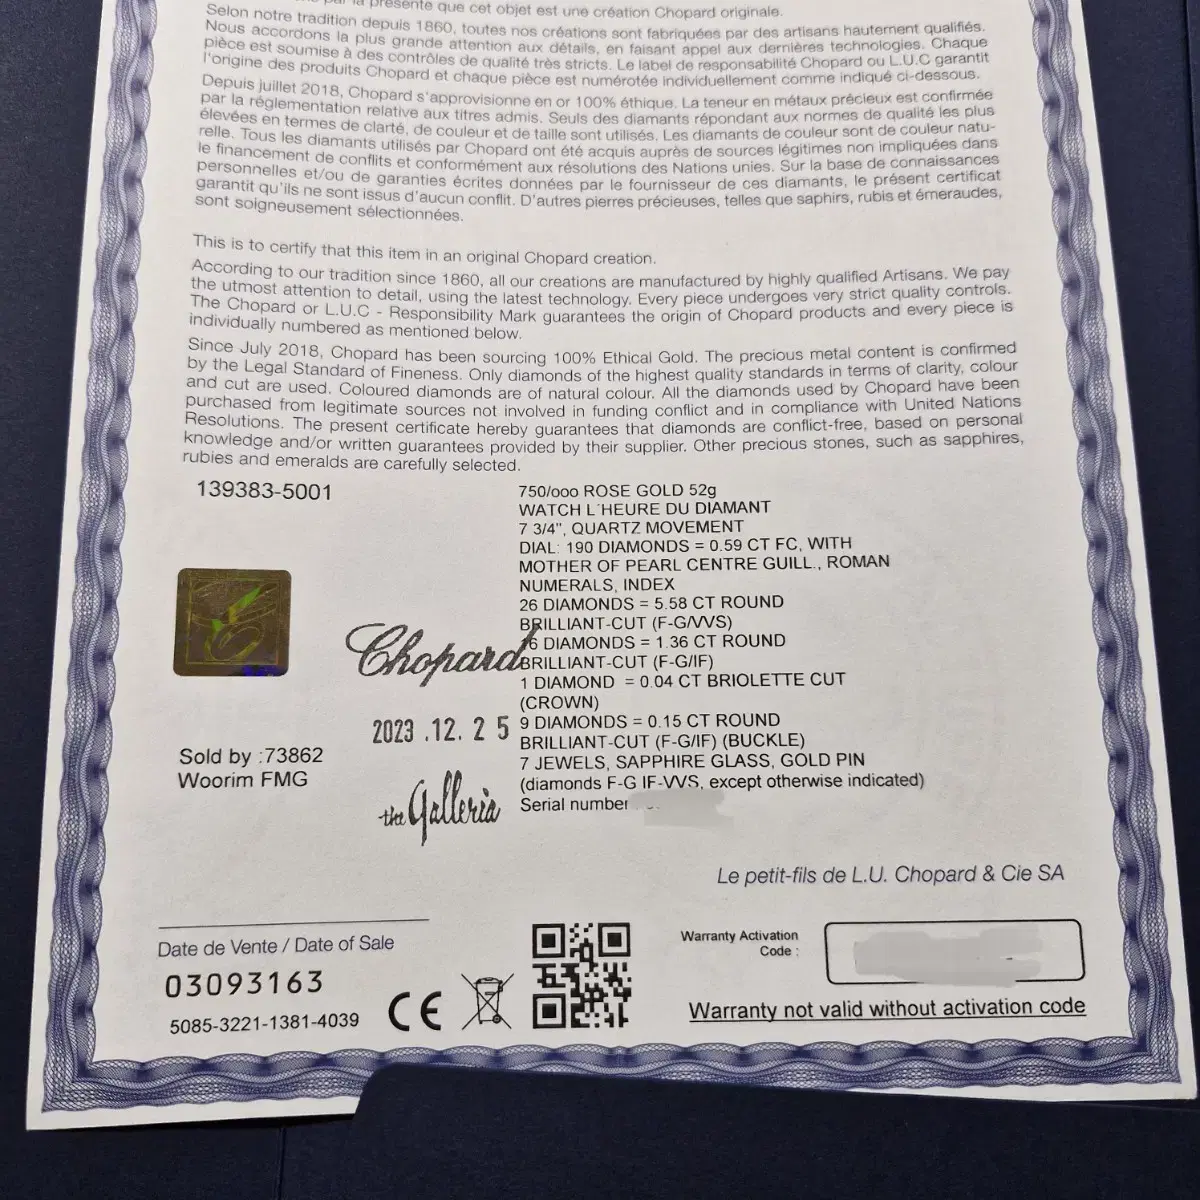 la présente que cet objet est une création Chopard originale.
Selon notre tradition depuis 1860, toutes nos créations sont fabriquées par des artisans hautement qualifiés.
Nous accordons la plus grande attention aux détails, en faisant appel aux dernières technologies. Chaque
pièce est soumise à des contrôles de qualité très stricts. Le label de responsabilité Chopard ou L.U.C garantit
l'origine des produits Chopard et chaque pièce est numérotée individuellement comme indiqué ci-dessous.
Depuis juillet 2018, Chopard s'approvisionne en or 100% éthique. La teneur en métaux précieux est confirmée
par la réglementation relative aux titres admis. Seuls des diamants répondant aux normes de qualité les plus
élevées en termes de clarté, de couleur et de taille sont utilisés. Les diamants de couleur sont de couleur natu-
relle. Tous les diamants utilisés par Chopard ont été acquis auprès de sources légitimes non impliquées dans
le financement de conflits et conformément aux résolutions des Nations unies. Sur la base de connaissances
personnelles et/ou de garanties écrites données par le fournisseur de ces diamants, le présent certificat
garantit qu'ils ne sont issus d'aucun conflit. D'autres pierres précieuses, telles que saphirs, rubis et émeraudes,
sont soigneusement sélectionnées.
This is to certify that this item in an original Chopard creation.
According to our tradition since 1860, all our creations are manufactured by highly qualified Artisans. We pay
the utmost attention to detail, using the latest technology. Every piece undergoes very strict quality controls.
The Chopard or L.U.C - Responsibility Mark guarantees the origin of Chopard products and every piece is
individually numbered as mentioned below.
Since July 2018, Chopard has been sourcing 100% Ethical Gold. The precious metal content is confirmed
by the Legal Standard of Fineness. Only diamonds of the highest quality standards in terms of clarity, colour
and cut are used. Coloured diamonds are of natural colour. All the diamonds used by Chopard have been
purchased from legitimate sources not involved in funding conflict and in compliance with United Nations
Resolutions. The present certificate hereby guarantees that diamonds are conflict-free, based on personal
knowledge and/or written guarantees provided by their supplier. Other precious stones, such as sapphires,
rubies and emeralds are carefully selected.
139383-5001
750/ooo ROSE GOLD 52g
WATCH L'HEURE DU DIAMANT
7 3/4", QUARTZ MOVEMENT
DIAL: 190 DIAMONDS = 0.59 CT FC, WITH
MOTHER OF PEARL CENTRE GUILL., ROMAN
NUMERALS, INDEX
26 DIAMONDS = 5.58 CT ROUND
BRILLIANT-CUT (F-G/VVS)
16 DIAMONDS = 1.36 CT ROUND
BRILLIANT-CUT (F-G/IF)
1 DIAMOND = 0.04 CT BRIOLETTE CUT
(CROWN)
9 DIAMONDS = 0.15 CT ROUND
BRILLIANT-CUT (F-G/IF) (BUCKLE)
7 JEWELS, SAPPHIRE GLASS, GOLD PIN
(diamonds F-G IF-VVS, except otherwise indicated)
Serial number
Chopard
2023.12.25
the Galleria
Sold by :73862
Woorim FMG
Le petit-fils de L.U. Chopard & Cie SA
Date de Vente / Date of Sale
03093163
5085-3221-1381-4039
CE
Warranty Activation
Code :
Warranty not valid without activation code